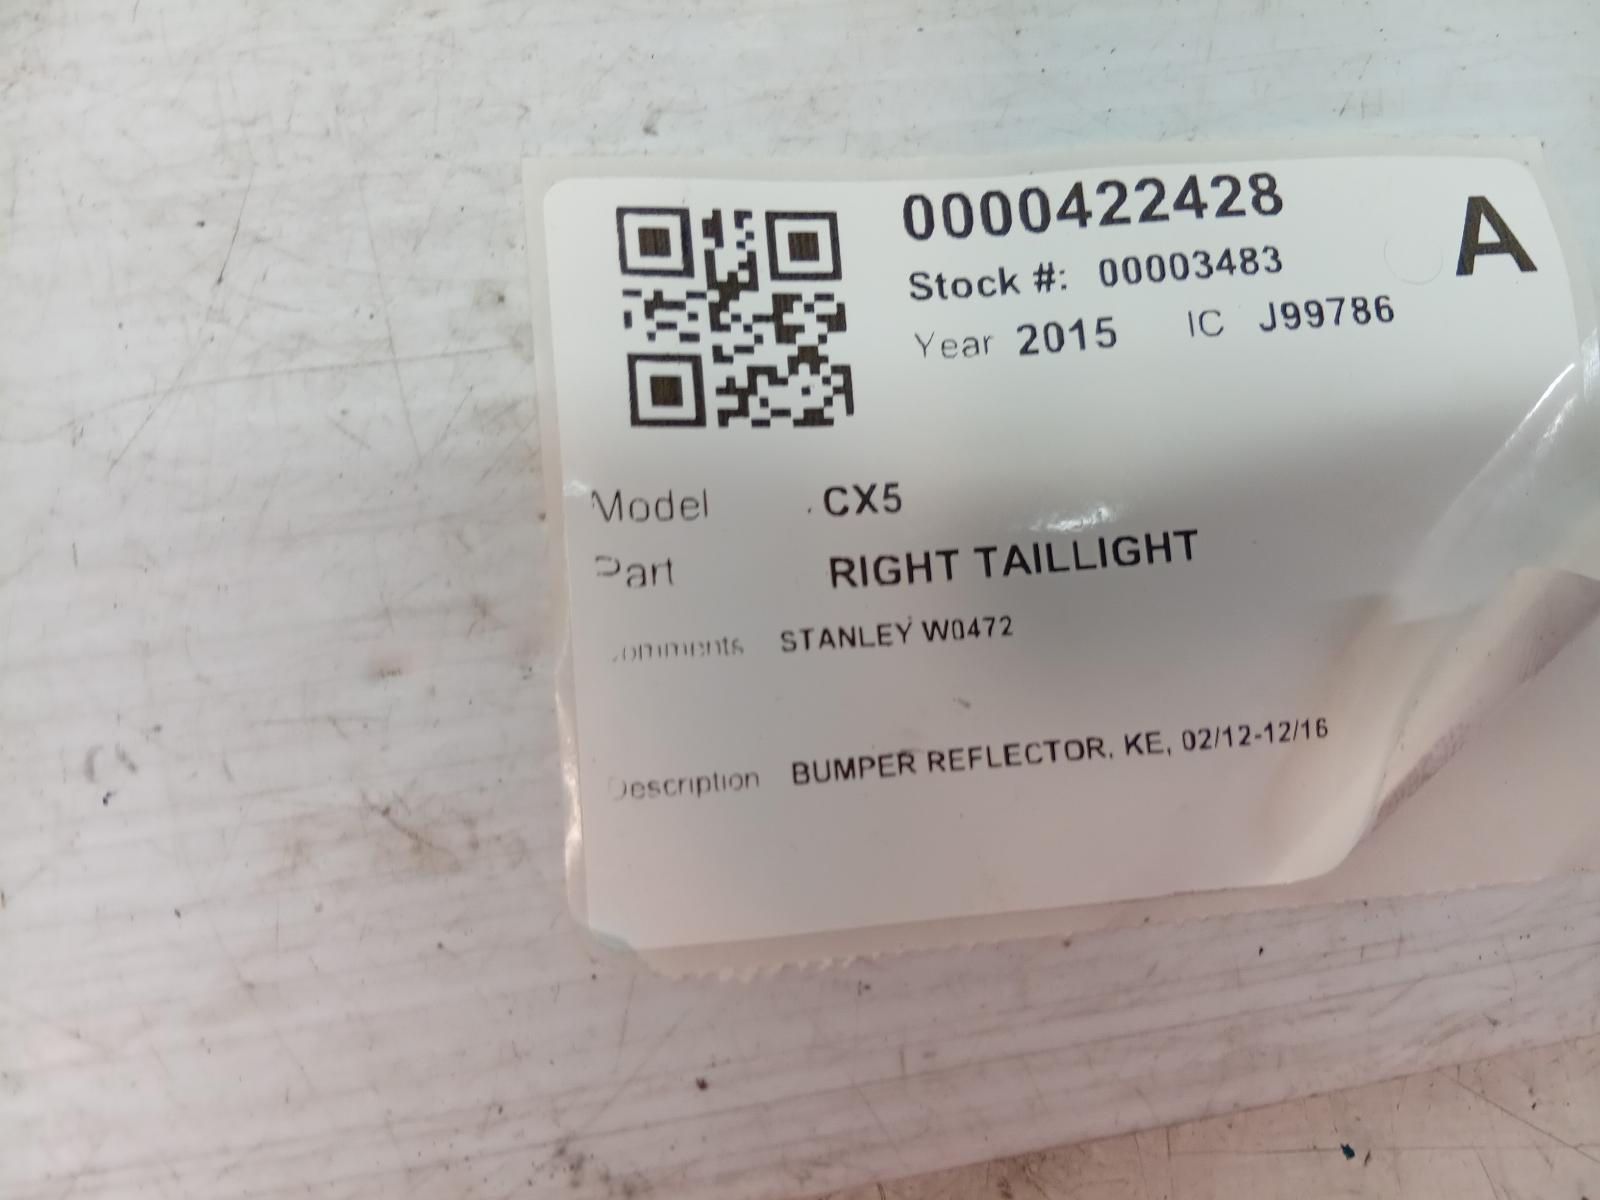 0000422428 A
Stock #: 00003483
Year 2015 IC J99786
Model CX5
Part RIGHT TAILLIGHT
omments STANLEY W0472
Description BUMPER REFLECTOR, KE, 02/12-12/16